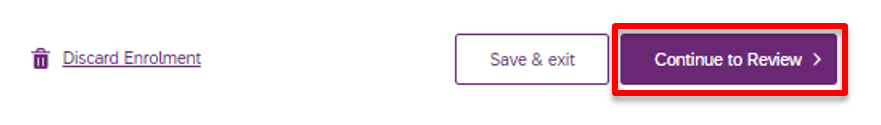 Discard Enrolment
Save & exit
Continue to Review